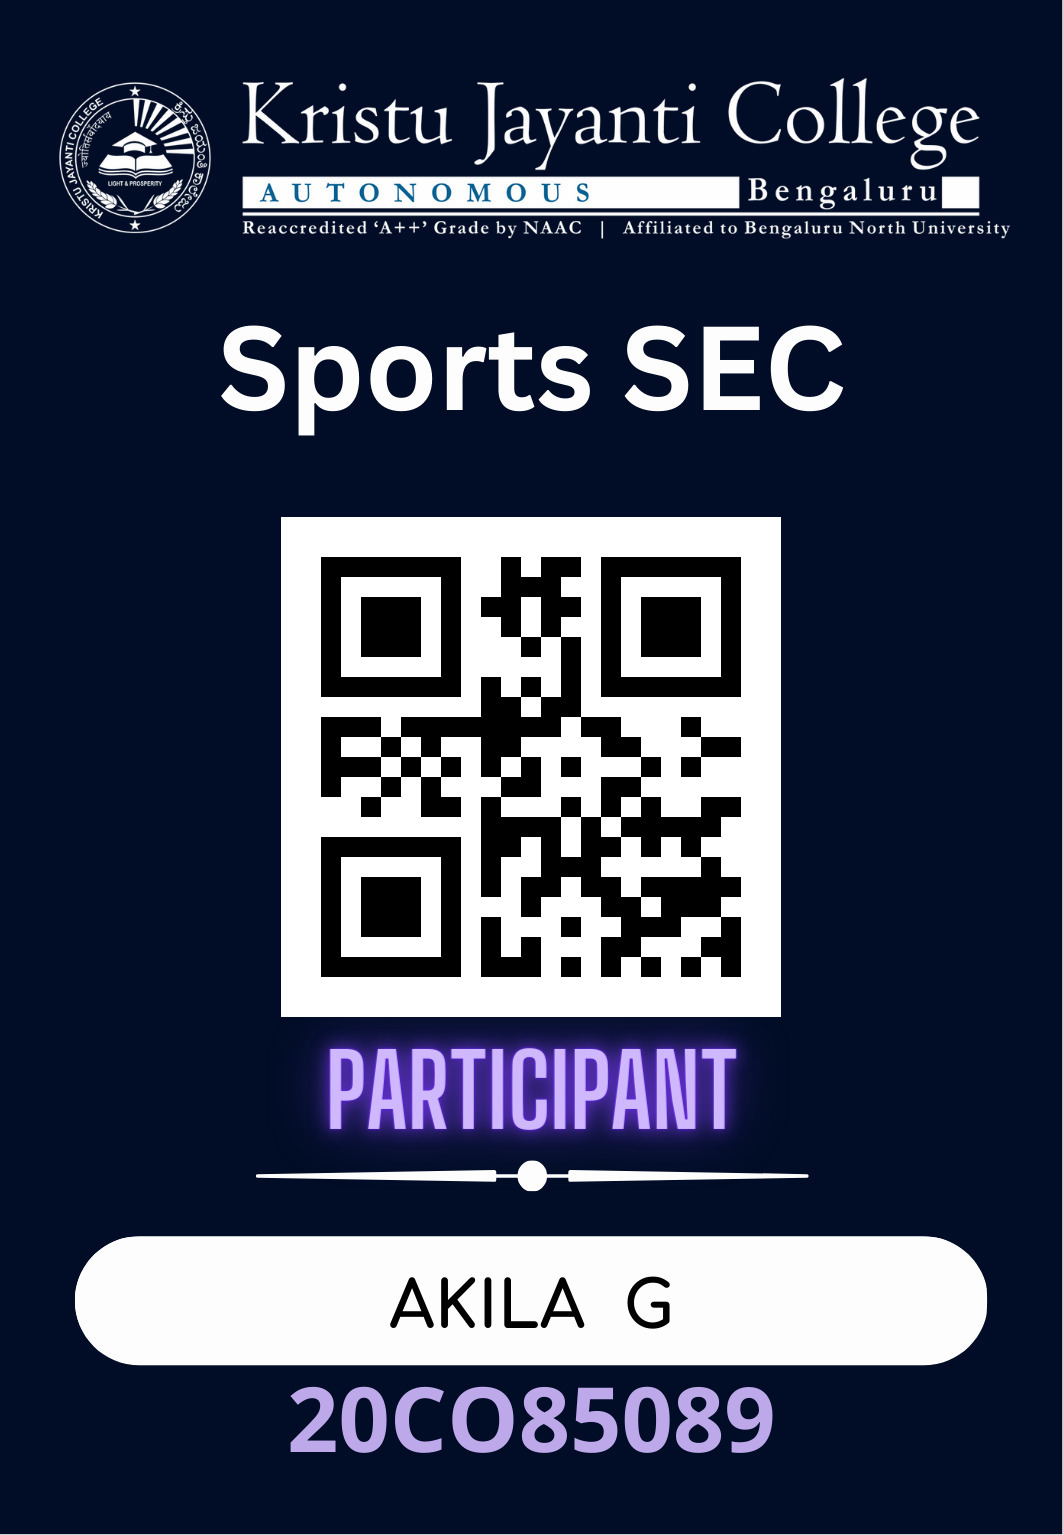 Kristu Jayanti College
AUTONOMOUS Bengaluru
Reaccredited ‘A++’ Grade by NAAC | Affiliated to Bengaluru North University
KRISTU JAYANTI COLLEGE
ಕ್ರಿಸ್ತು ಜಯಂತಿ ಕಾಲೇಜು
LIGHT & PROSPERITY
Sports SEC
PARTICIPANT
AKILA G
20CO85089